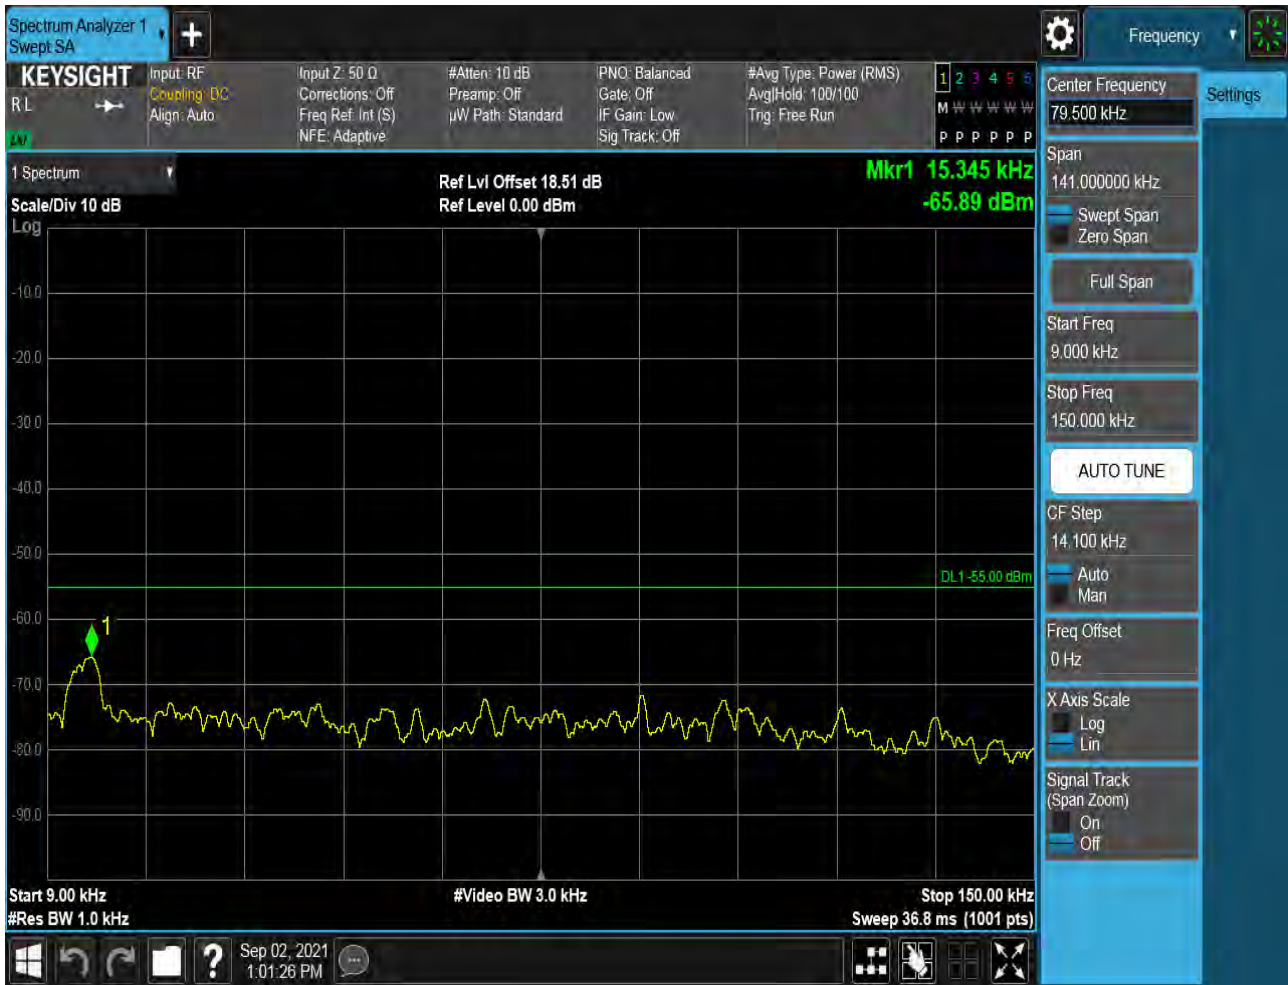 Spectrum Analyzer 1
Swept SA
Frequency
KEYSIGHT
R L
Input: RF
Coupling: DC
Align: Auto
Input Z: 50 Ω
Corrections: Off
Freq Ref: Int (S)
NFE: Adaptive
#Atten: 10 dB
Preamp: Off
µW Path: Standard
PNO: Balanced
Gate: Off
IF Gain: Low
Sig Track: Off
#Avg Type: Power (RMS)
Avg|Hold: 100/100
Trig: Free Run
1 2 3 4 5 6
M W W W W W
P P P P P P
1 Spectrum
Scale/Div 10 dB
Ref Lvl Offset 18.51 dB
Ref Level 0.00 dBm
Mkr1 15.345 kHz
-65.89 dBm
Log
-10.0
-20.0
-30.0
-40.0
-50.0
DL1 -55.00 dBm
-60.0
1
-70.0
-80.0
-90.0
Start 9.00 kHz
#Video BW 3.0 kHz
Stop 150.00 kHz
#Res BW 1.0 kHz
Sweep 36.8 ms (1001 pts)
Sep 02, 2021
1:01:26 PM
Center Frequency
79.500 kHz
Settings
Span
141.000000 kHz
Swept Span
Zero Span
Full Span
Start Freq
9.000 kHz
Stop Freq
150.000 kHz
AUTO TUNE
CF Step
14.100 kHz
Auto
Man
Freq Offset
0 Hz
X Axis Scale
Log
Lin
Signal Track
(Span Zoom)
On
Off